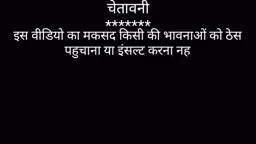 चेतावनी
*******
इस वीडियो का मकसद किसी की भावनाओं को ठेस
पहुचाना या इंसल्ट करना नह